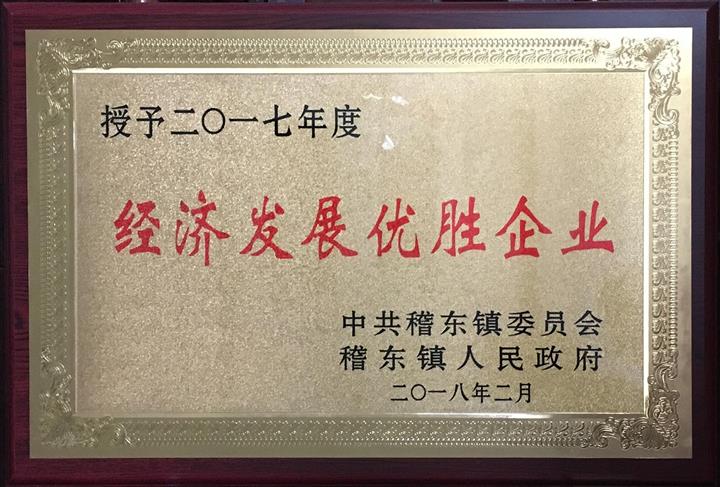 授予二〇一七年度
经济发展优胜企业
中共稽东镇委员会
稽东镇人民政府
二〇一八年二月